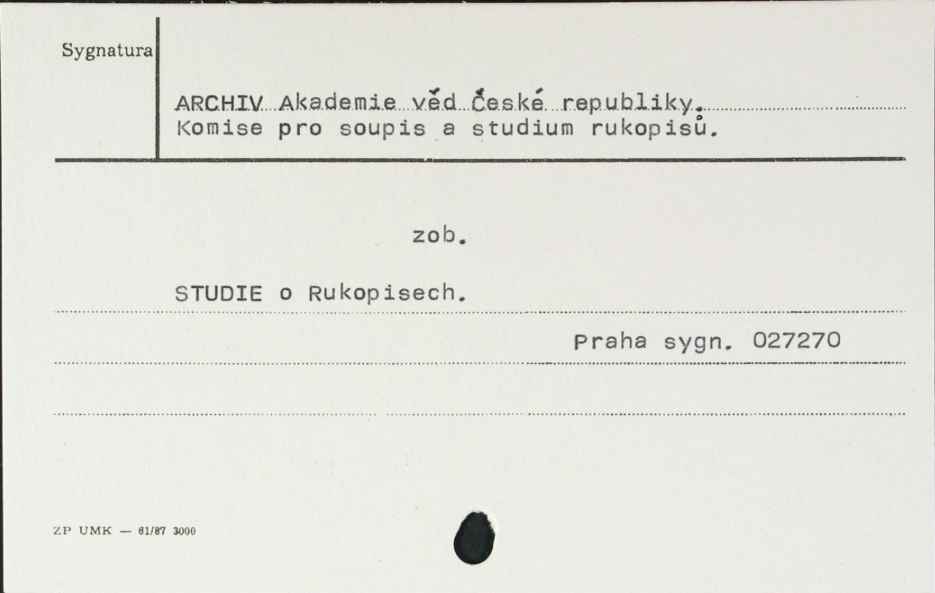 Sygnatura
ARCHIV Akademie věd České republiky.
Komise pro soupis a studium rukopisů.
zob.
STUDIE o Rukopisech.
Praha sygn. 027270
ZP UMK — 61/87 3000